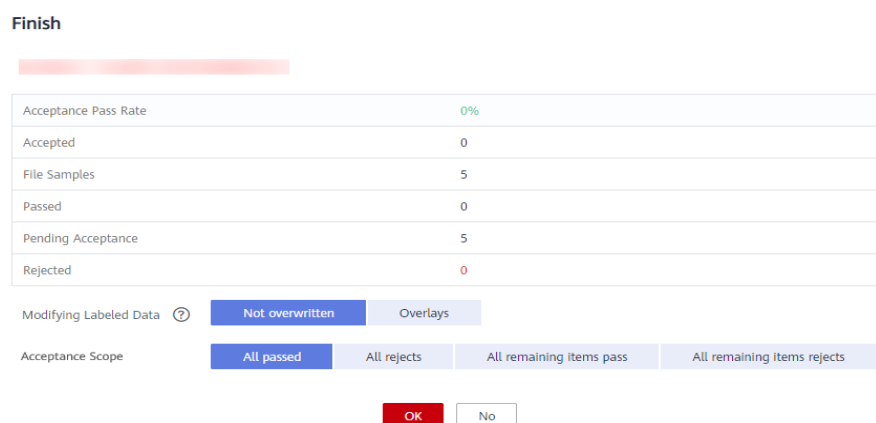 Finish
Acceptance Pass Rate 0%
Accepted 0
File Samples 5
Passed 0
Pending Acceptance 5
Rejected 0
Modifying Labeled Data ? Not overwritten Overlays
Acceptance Scope All passed All rejects All remaining items pass All remaining items rejects
OK No